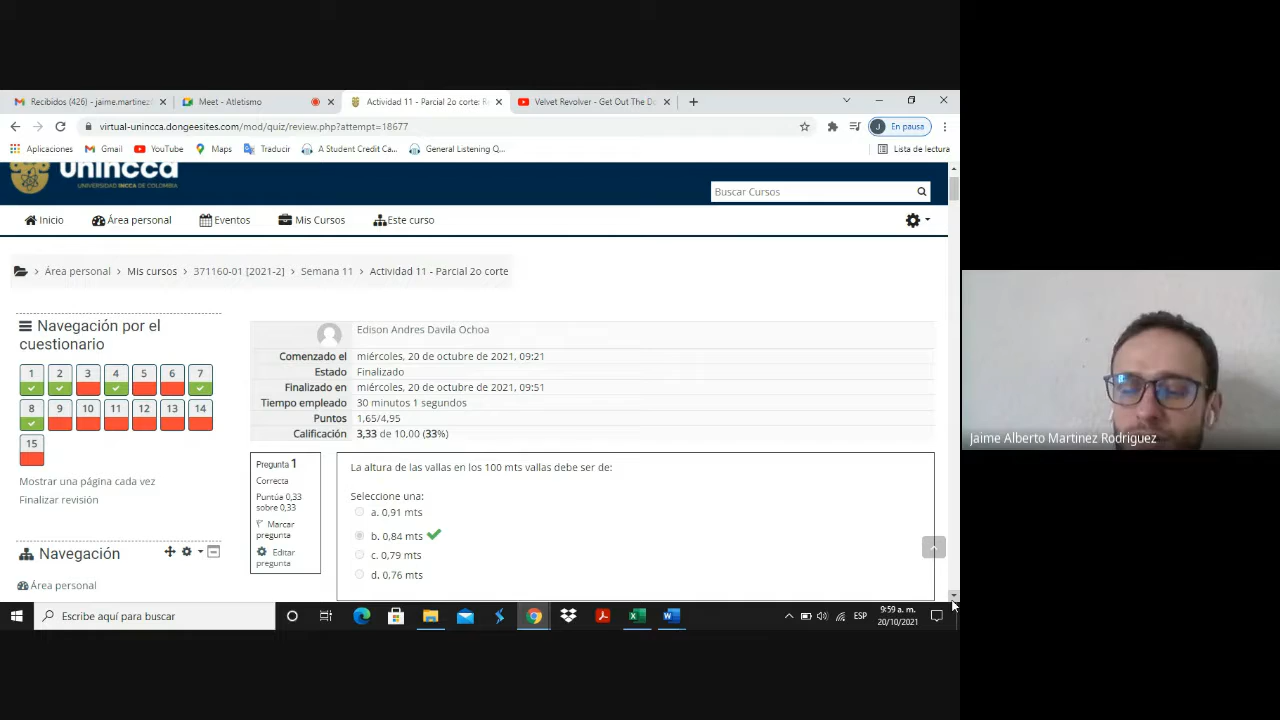 Recibidos (426) - jaime.martinez
Meet - Atletismo
Actividad 11 - Parcial 2o corte: R
Velvet Revolver - Get Out The D
virtual-unincca.dongeesites.com/mod/quiz/review.php?attempt=18677
J
En pausa
Aplicaciones
Gmail
YouTube
Maps
Traducir
A Student Credit Ca...
General Listening Q...
Lista de lectura
unincca
UNIVERSIDAD INCCA DE COLOMBIA
Buscar Cursos
Inicio
Área personal
Eventos
Mis Cursos
Este curso
Área personal > Mis cursos > 371160-01 [2021-2] > Semana 11 > Actividad 11 - Parcial 2o corte
Navegación por el
cuestionario
1 2 3 4 5 6 7
8 9 10 11 12 13 14
15
Mostrar una página cada vez
Finalizar revisión
Navegación
Área personal
Edison Andres Davila Ochoa
Comenzado el miércoles, 20 de octubre de 2021, 09:21
Estado Finalizado
Finalizado en miércoles, 20 de octubre de 2021, 09:51
Tiempo empleado 30 minutos 1 segundos
Puntos 1,65/4,95
Calificación 3,33 de 10,00 (33%)
Pregunta 1
Correcta
Puntúa 0,33
sobre 0,33
Marcar
pregunta
Editar
pregunta
La altura de las vallas en los 100 mts vallas debe ser de:
Seleccione una:
a. 0,91 mts
b. 0,84 mts
c. 0,79 mts
d. 0,76 mts
Jaime Alberto Martinez Rodriguez
Escribe aquí para buscar
ESP
9:59 a. m.
20/10/2021